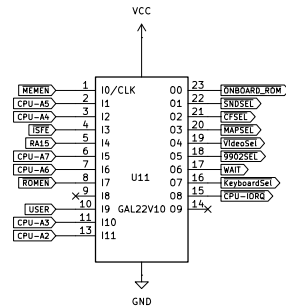 VCC
MEMEN 1 I0/CLK O0 23 ONBOARD_ROM
CPU-A5 2 I1 O1 22 SNDSEL
CPU-A4 3 I2 O2 21 CFSEL
ISFE 4 I3 O3 20 MAPSEL
RA15 5 I4 O4 19 VideoSel
CPU-A7 6 I5 O5 18 9902SEL
CPU-A6 7 I6 O6 17 WAIT
ROMEN 8 I7 U11 O7 16 KeyboardSel
9 I8 O8 15 CPU-IORQ
USER 10 I9 GAL22V10 O9 14
CPU-A3 11 I10
CPU-A2 13 I11
GND